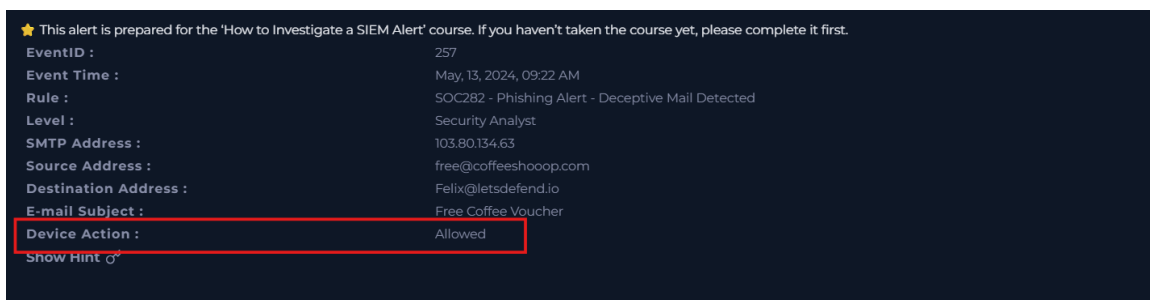 This alert is prepared for the 'How to Investigate a SIEM Alert' course. If you haven't taken the course yet, please complete it first.
EventID : 257
Event Time : May, 13, 2024, 09:22 AM
Rule : SOC282 - Phishing Alert - Deceptive Mail Detected
Level : Security Analyst
SMTP Address : 103.80.134.63
Source Address : free@coffeeshooop.com
Destination Address : Felix@letsdefend.io
E-mail Subject : Free Coffee Voucher
Device Action : Allowed
Show Hint